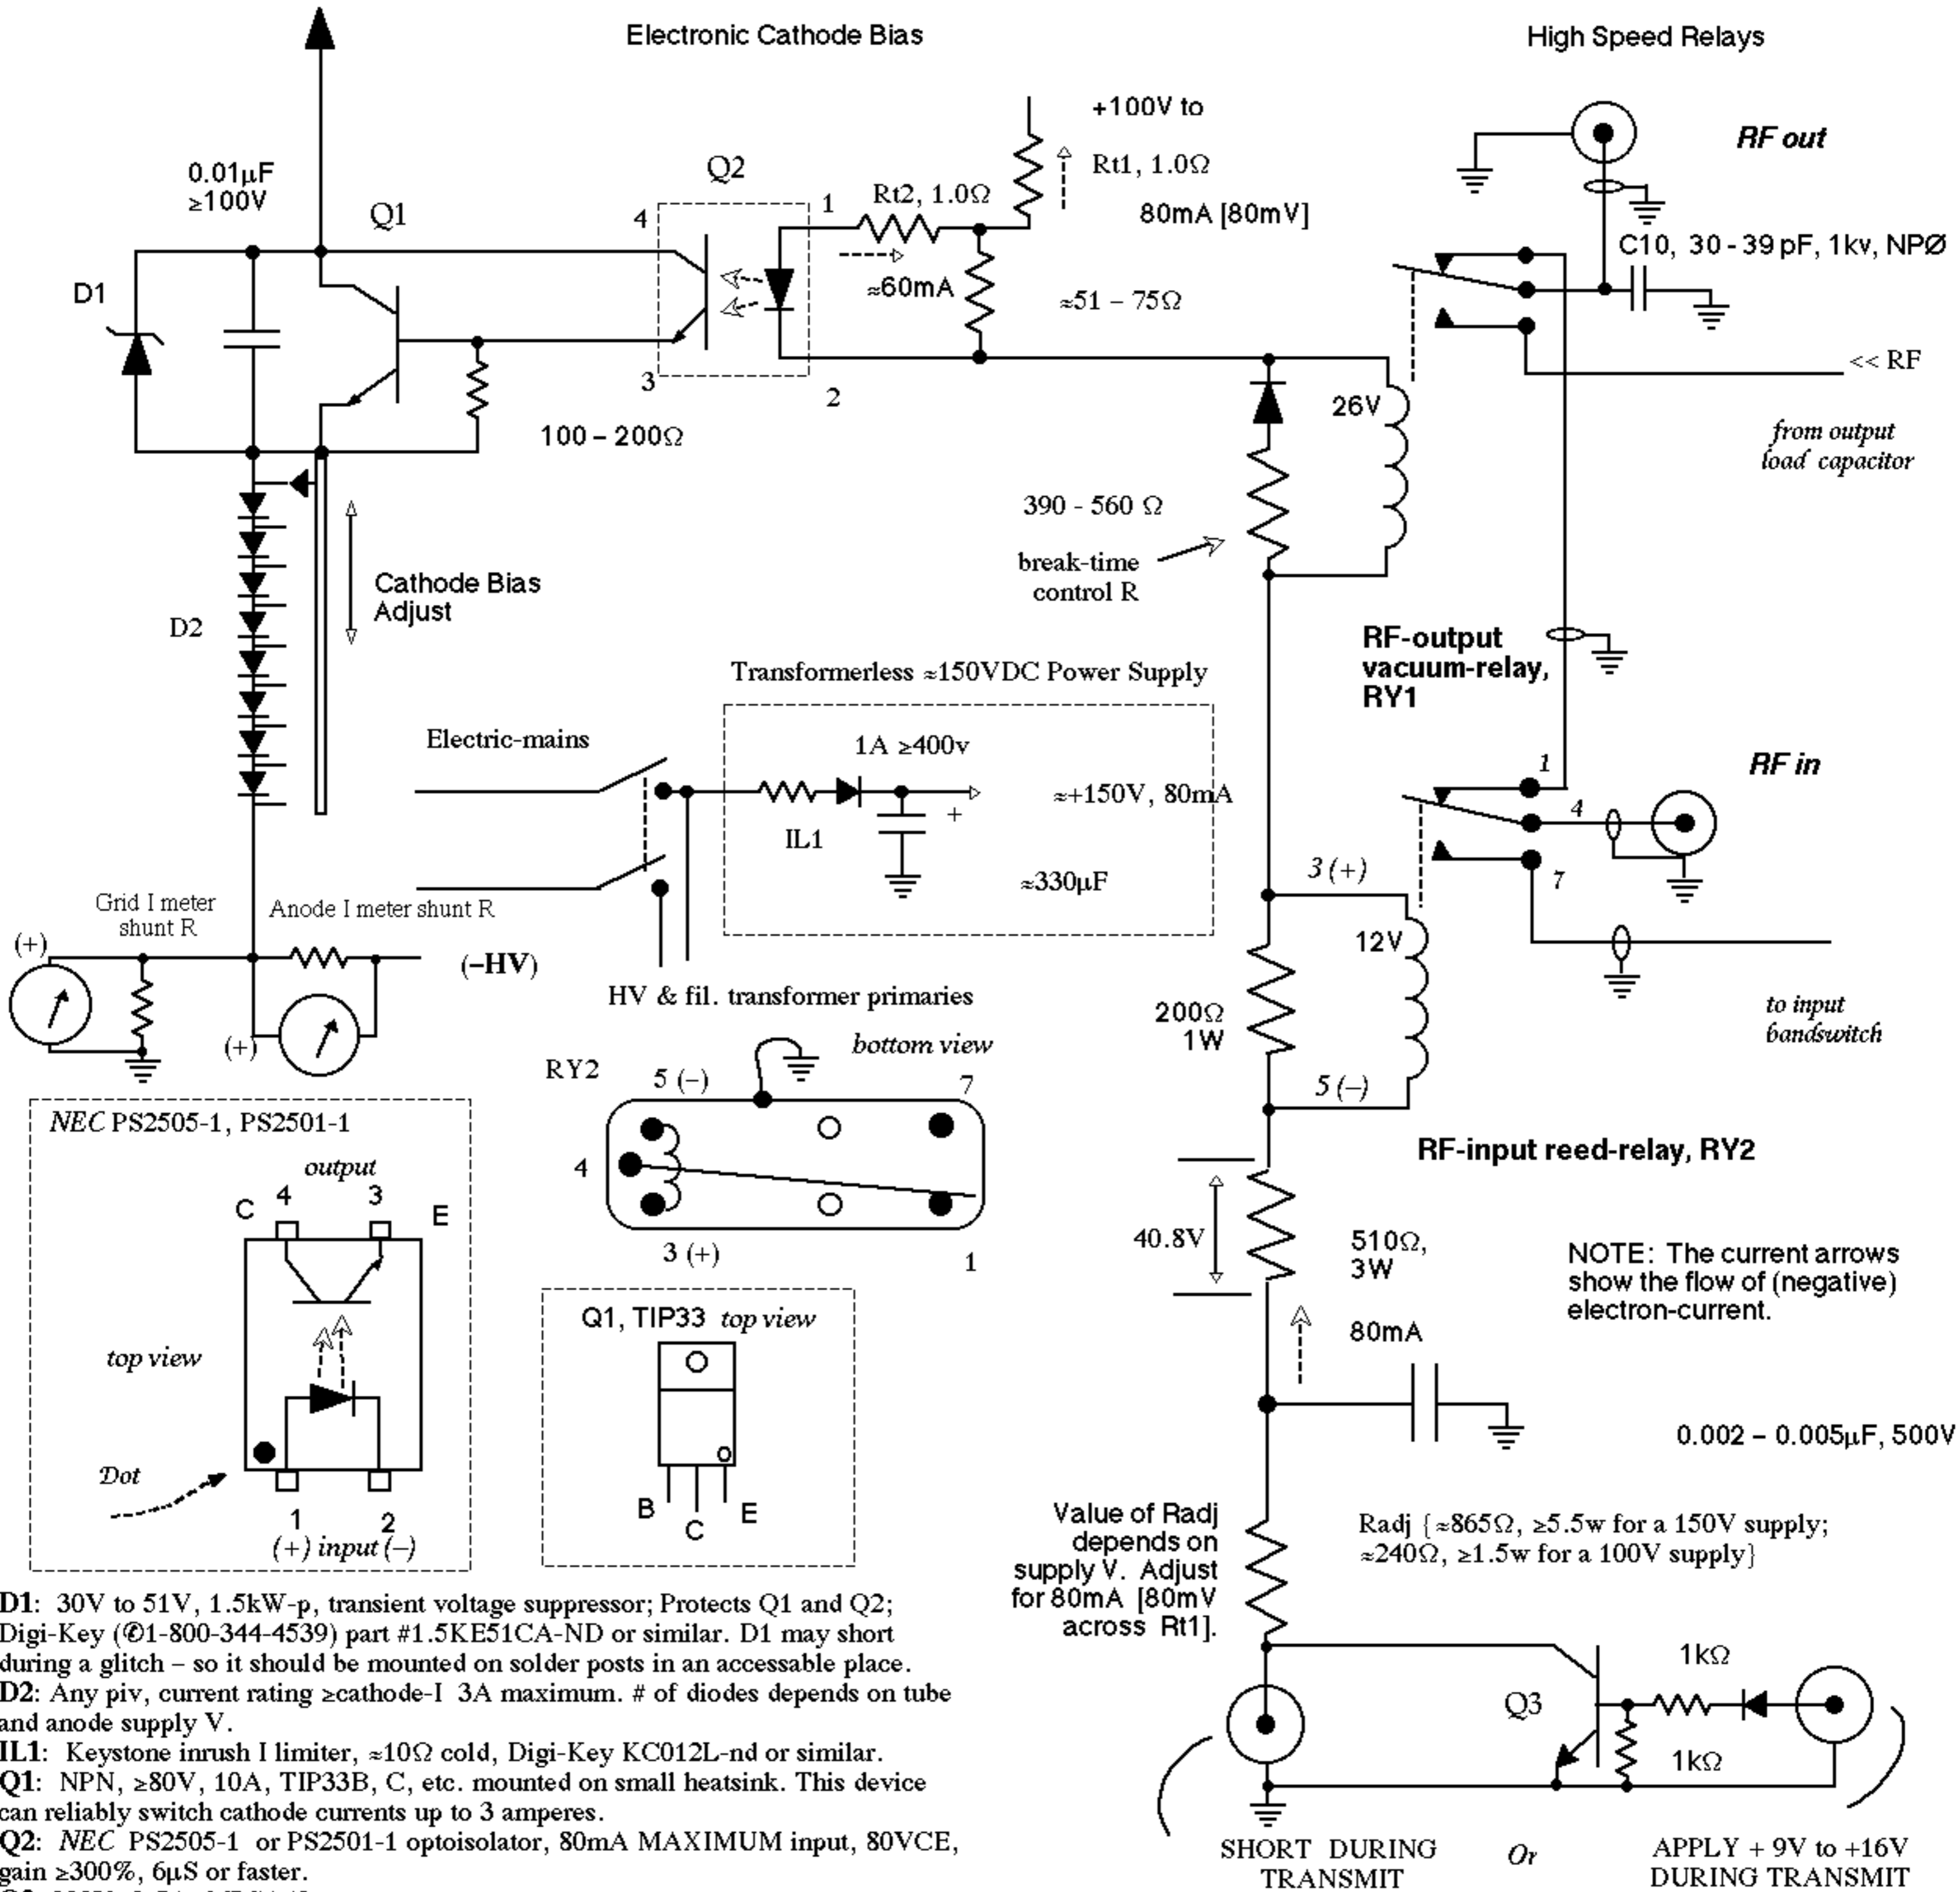 Electronic Cathode Bias
High Speed Relays
+100V to
Rt1, 1.0Ω
80mA [80mV]
RF out
0.01µF
≥100V
Q1
Q2
4
1
Rt2, 1.0Ω
≈60mA
≈51 – 75Ω
C10, 30 - 39 pF, 1kv, NPØ
D1
3
2
100 – 200Ω
26V
<< RF
from output
load capacitor
390 - 560 Ω
break-time
control R
Cathode Bias
Adjust
D2
RF-output
vacuum-relay,
RY1
Transformerless ≈150VDC Power Supply
Electric-mains
1A ≥400v
≈+150V, 80mA
+
IL1
≈330µF
HV & fil. transformer primaries
RF in
1
4
7
3 (+)
12V
200Ω
1W
5 (–)
to input
bandswitch
Grid I meter
shunt R
Anode I meter shunt R
(+)
(–HV)
(+)
RY2
bottom view
5 (–)
7
4
3 (+)
1
RF-input reed-relay, RY2
NEC PS2505-1, PS2501-1
output
C
4
3
E
top view
Dot
1
2
(+) input (–)
Q1, TIP33 top view
B
C
E
40.8V
510Ω,
3W
80mA
NOTE: The current arrows
show the flow of (negative)
electron-current.
0.002 – 0.005µF, 500V
Value of Radj
depends on
supply V. Adjust
for 80mA [80mV
across Rt1].
Radj {≈865Ω, ≥5.5w for a 150V supply;
≈240Ω, ≥1.5w for a 100V supply}
1kΩ
Q3
1kΩ
SHORT DURING
TRANSMIT
Or
APPLY + 9V to +16V
DURING TRANSMIT
D1: 30V to 51V, 1.5kW-p, transient voltage suppressor; Protects Q1 and Q2;
Digi-Key (✆1-800-344-4539) part #1.5KE51CA-ND or similar. D1 may short
during a glitch – so it should be mounted on solder posts in an accessable place.
D2: Any piv, current rating ≥cathode-I 3A maximum. # of diodes depends on tube
and anode supply V.
IL1: Keystone inrush I limiter, ≈10Ω cold, Digi-Key KC012L-nd or similar.
Q1: NPN, ≥80V, 10A, TIP33B, C, etc. mounted on small heatsink. This device
can reliably switch cathode currents up to 3 amperes.
Q2: NEC PS2505-1 or PS2501-1 optoisolator, 80mA MAXIMUM input, 80VCE,
gain ≥300%, 6µS or faster.